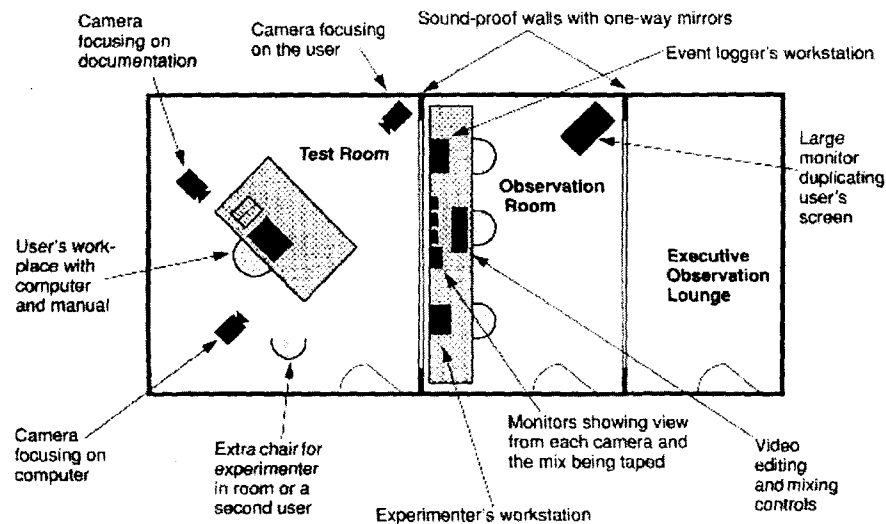 Camera
focusing on
documentation
Camera focusing
on the user
Sound-proof walls with one-way mirrors
Event logger's workstation
Test Room
Observation
Room
Large
monitor
duplicating
user's
screen
User's work-
place with
computer
and manual
Executive
Observation
Lounge
Camera
focusing on
computer
Extra chair for
experimenter
in room or a
second user
Monitors showing view
from each camera and
the mix being taped
Video
editing
and mixing
controls
Experimenter's workstation